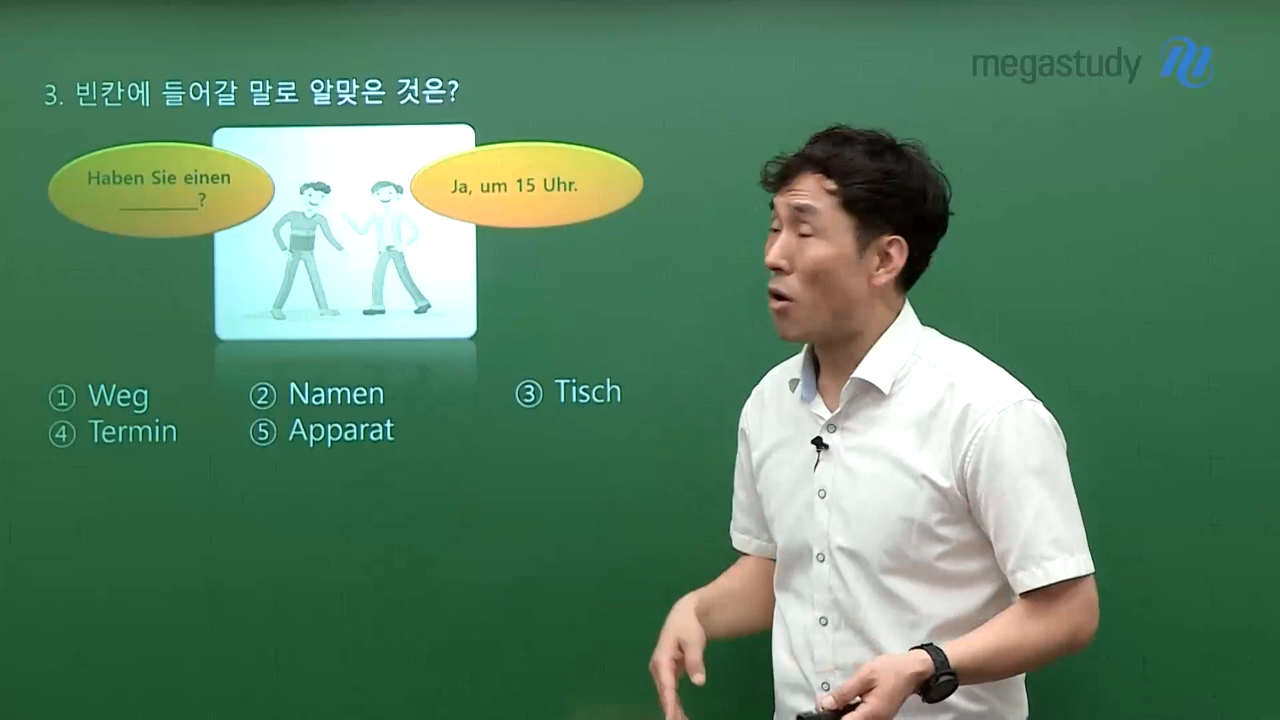 megastudy
3. 빈칸에 들어갈 말로 알맞은 것은?
Haben Sie einen
________?
Ja, um 15 Uhr.
① Weg ② Namen ③ Tisch
④ Termin ⑤ Apparat